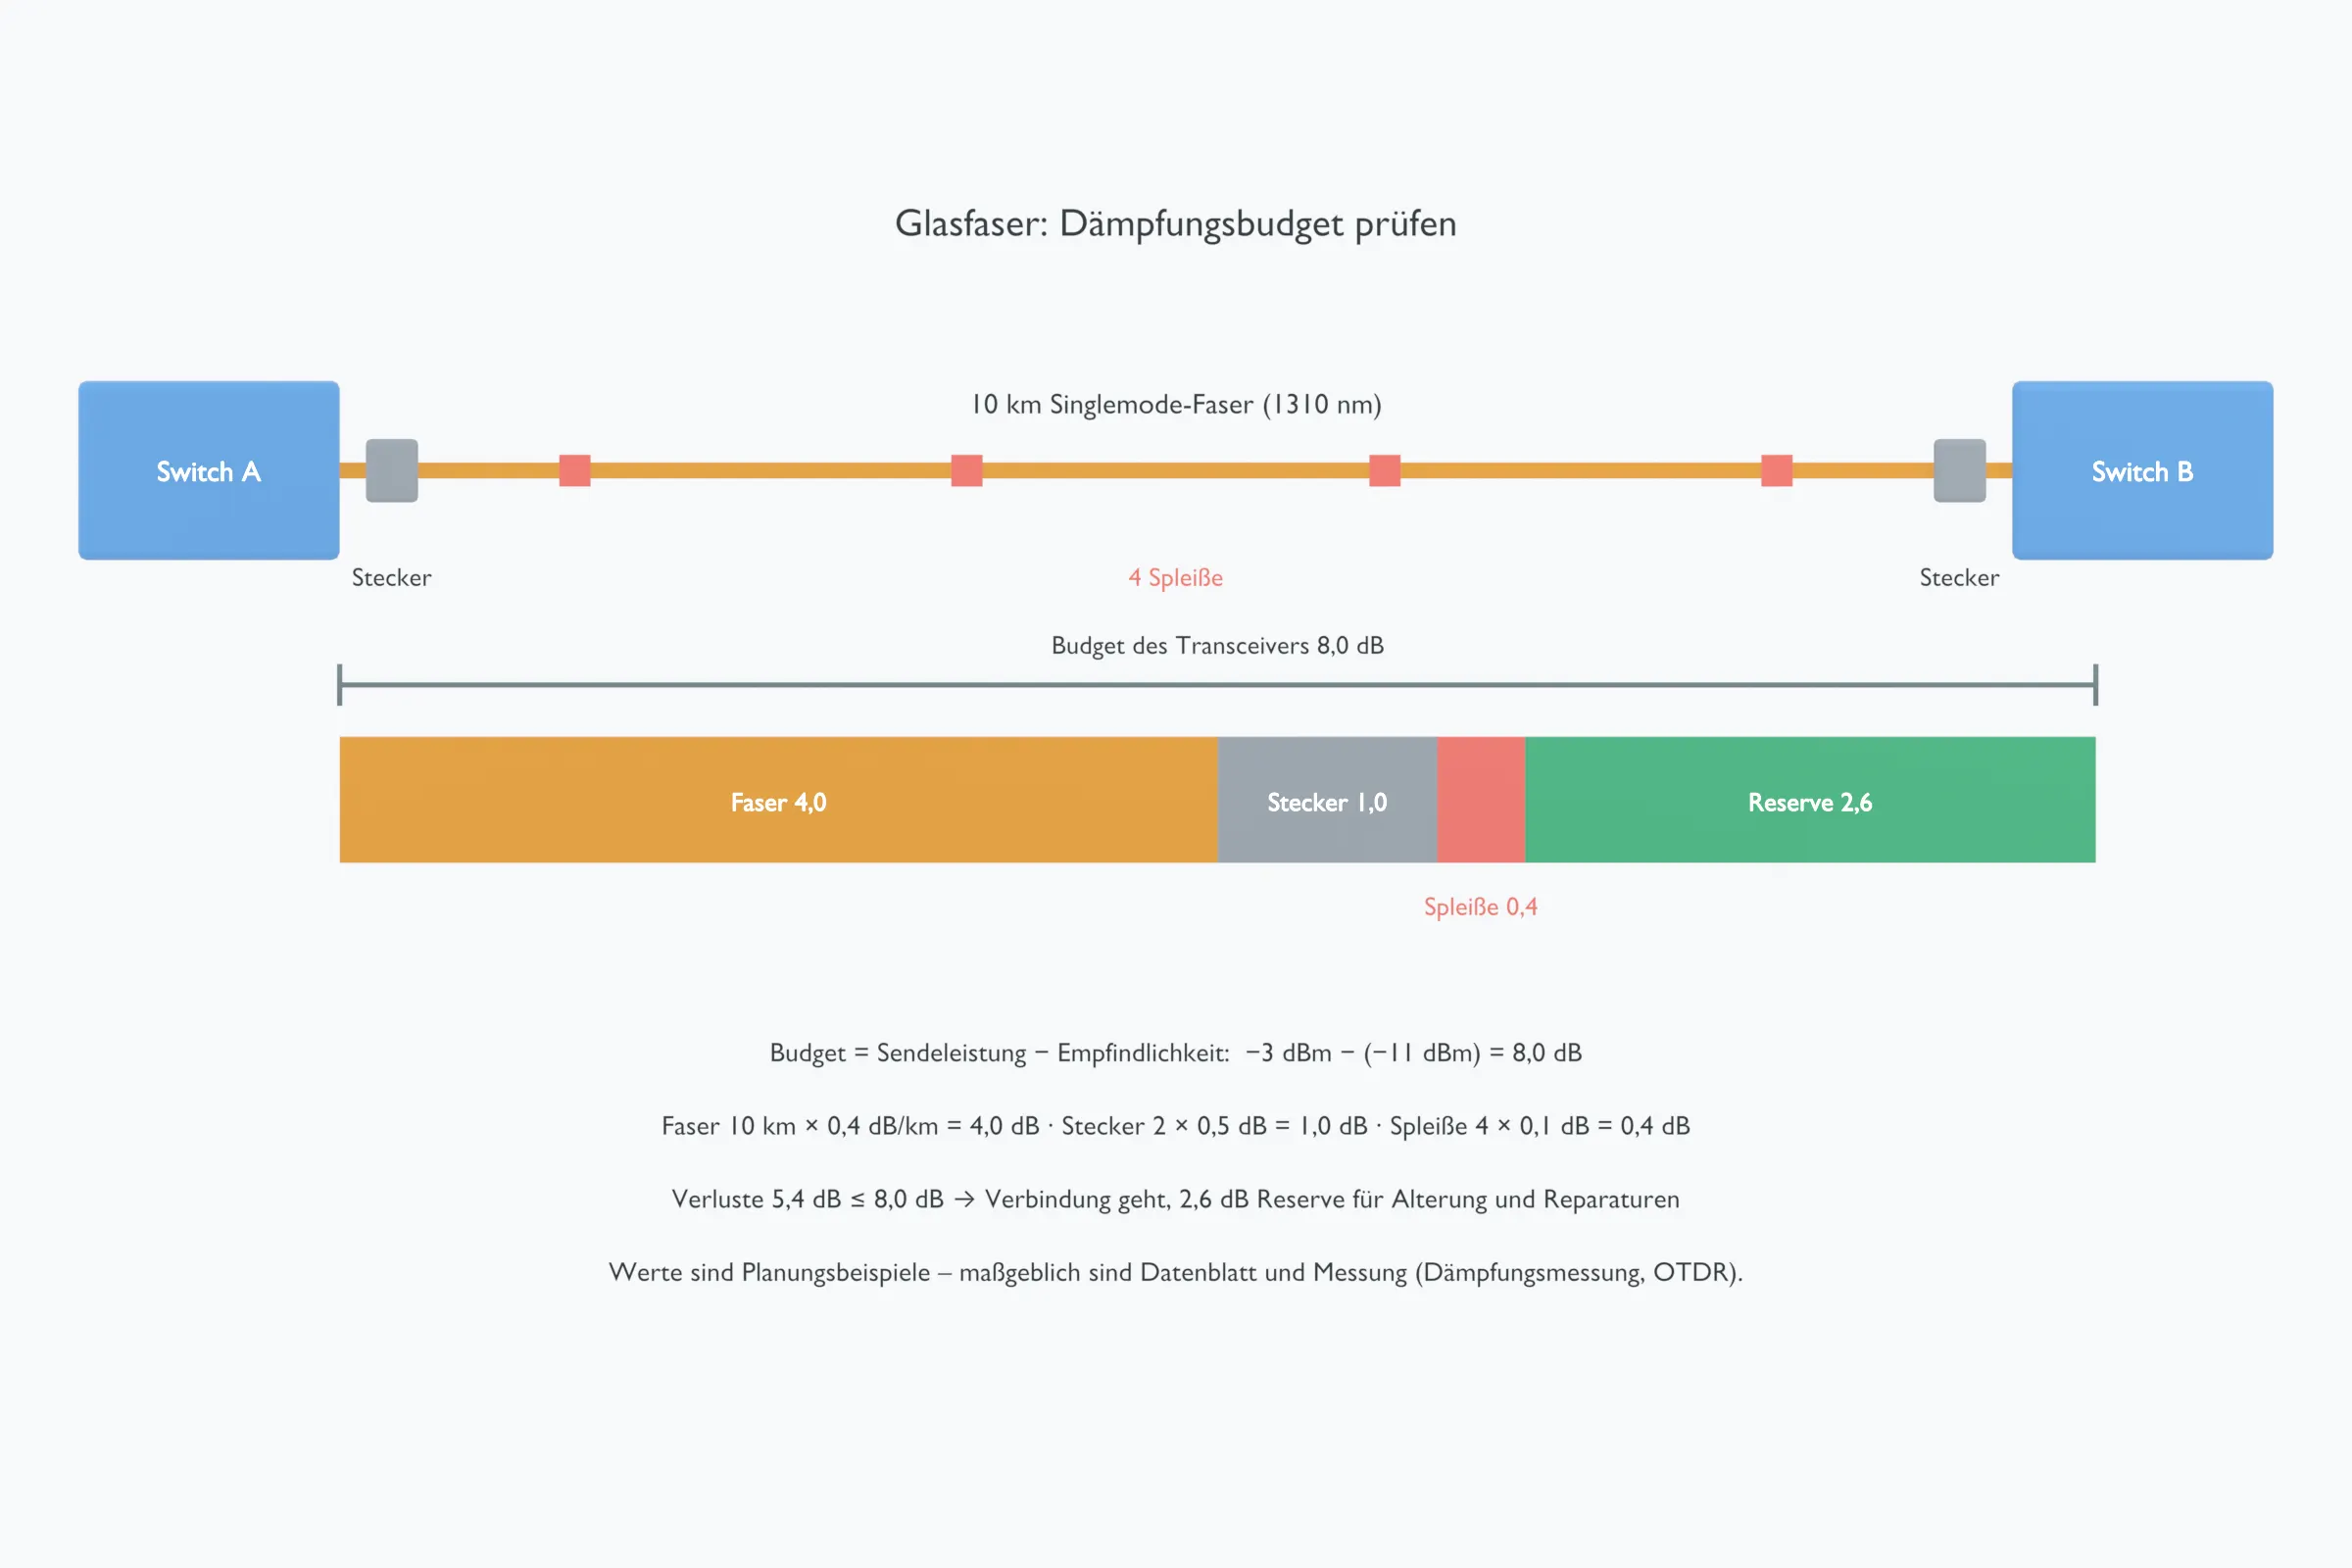 Glasfaser: Dämpfungsbudget prüfen
10 km Singlemode-Faser (1310 nm)
Switch A
Switch B
Stecker
4 Spleiße
Stecker
Budget des Transceivers 8,0 dB
Faser 4,0
Stecker 1,0
Reserve 2,6
Spleiße 0,4
Budget = Sendeleistung − Empfindlichkeit: −3 dBm − (−11 dBm) = 8,0 dB
Faser 10 km × 0,4 dB/km = 4,0 dB · Stecker 2 × 0,5 dB = 1,0 dB · Spleiße 4 × 0,1 dB = 0,4 dB
Verluste 5,4 dB ≤ 8,0 dB → Verbindung geht, 2,6 dB Reserve für Alterung und Reparaturen
Werte sind Planungsbeispiele – maßgeblich sind Datenblatt und Messung (Dämpfungsmessung, OTDR).